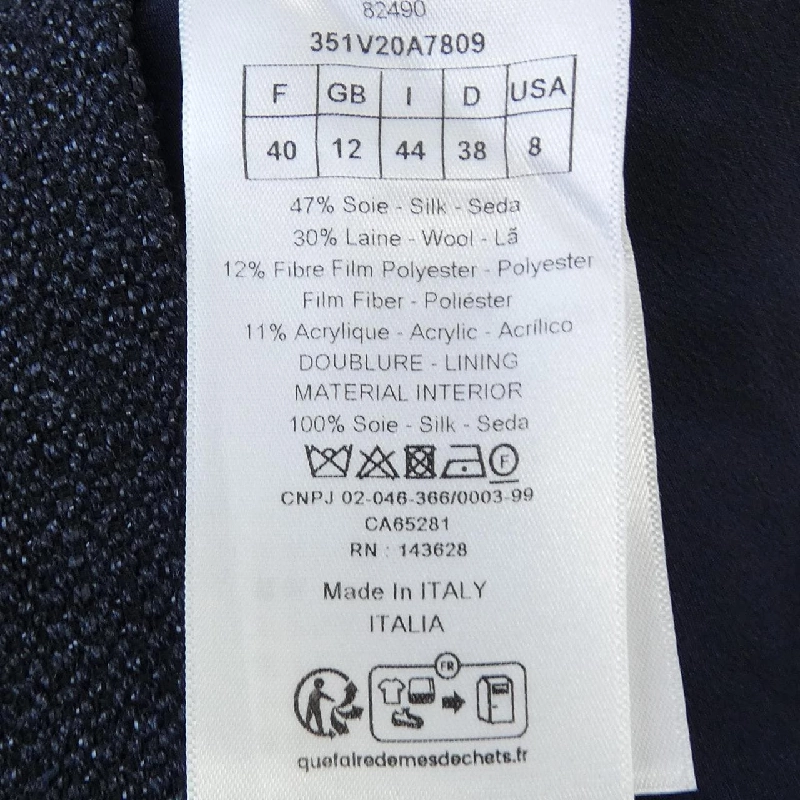 82490
351V20A7809
F GB I D USA
40 12 44 38 8
47% Soie - Silk - Seda
30% Laine - Wool - Lã
12% Fibre Film Polyester - Polyester
Film Fiber - Poliéster
11% Acrylique - Acrylic - Acrílico
DOUBLURE - LINING
MATERIAL INTERIOR
100% Soie - Silk - Seda
F
CNPJ 02-046-366/0003-99
CA65281
RN : 143628
Made In ITALY
ITALIA
FR
quefairedemesdechets.fr